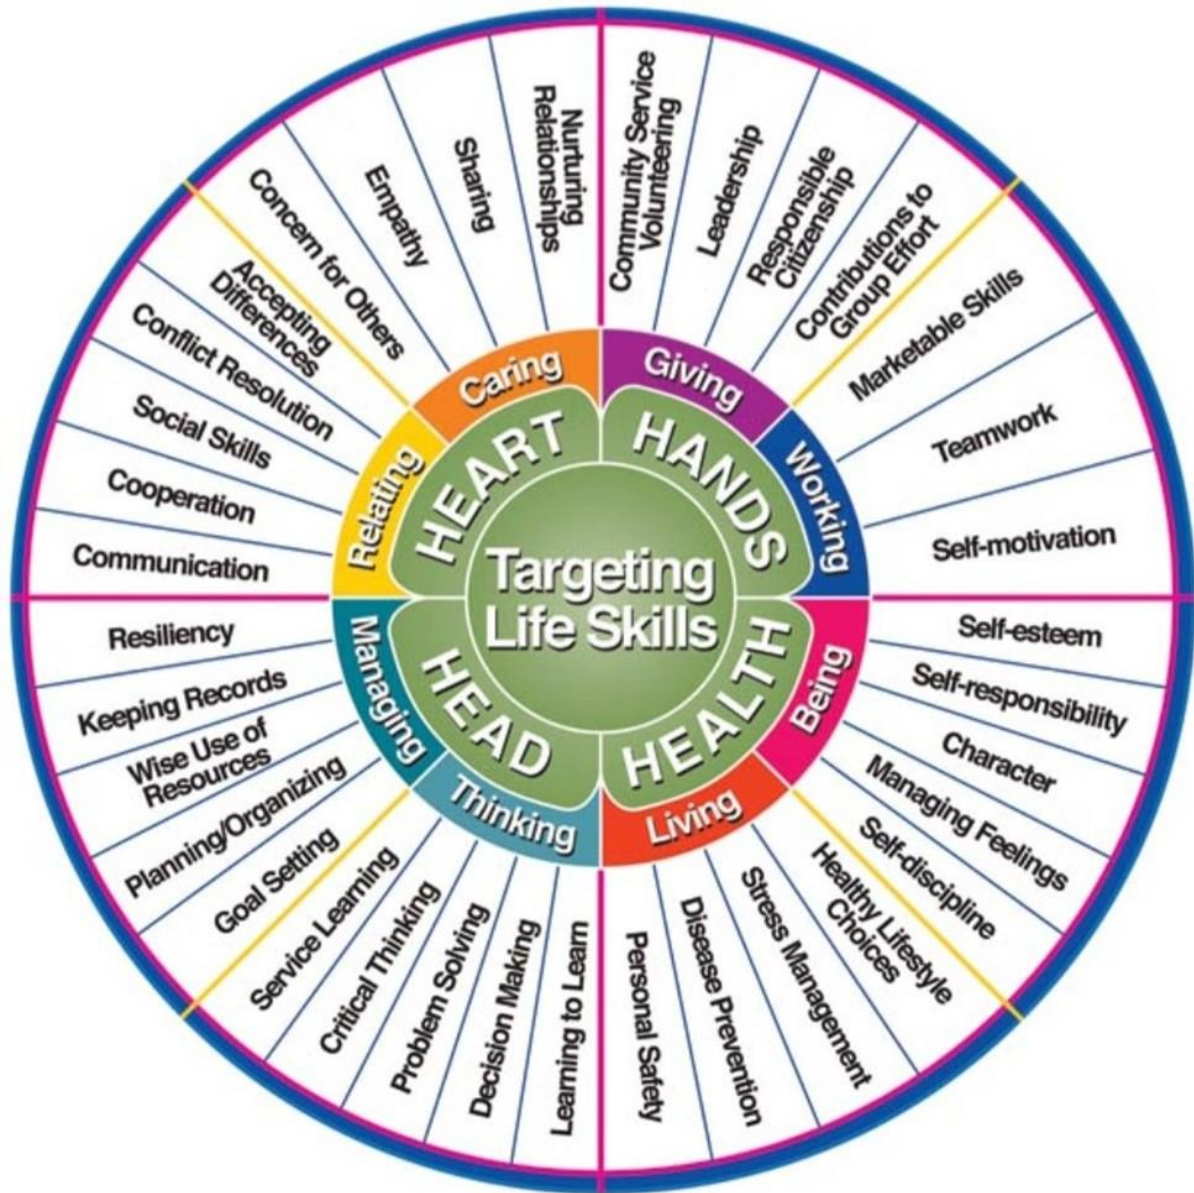 Targeting
Life Skills
HEART
HANDS
HEALTH
HEAD
Caring
Giving
Working
Being
Living
Thinking
Managing
Relating
Community Service
Volunteering
Leadership
Responsible
Citizenship
Contributions to
Group Effort
Marketable Skills
Teamwork
Self-motivation
Self-esteem
Self-responsibility
Character
Managing Feelings
Self-discipline
Healthy Lifestyle
Choices
Stress Management
Disease Prevention
Personal Safety
Learning to Learn
Decision Making
Problem Solving
Critical Thinking
Service Learning
Goal Setting
Planning/Organizing
Wise Use of
Resources
Keeping Records
Resiliency
Communication
Cooperation
Social Skills
Conflict Resolution
Accepting
Differences
Concern for Others
Empathy
Sharing
Nurturing
Relationships